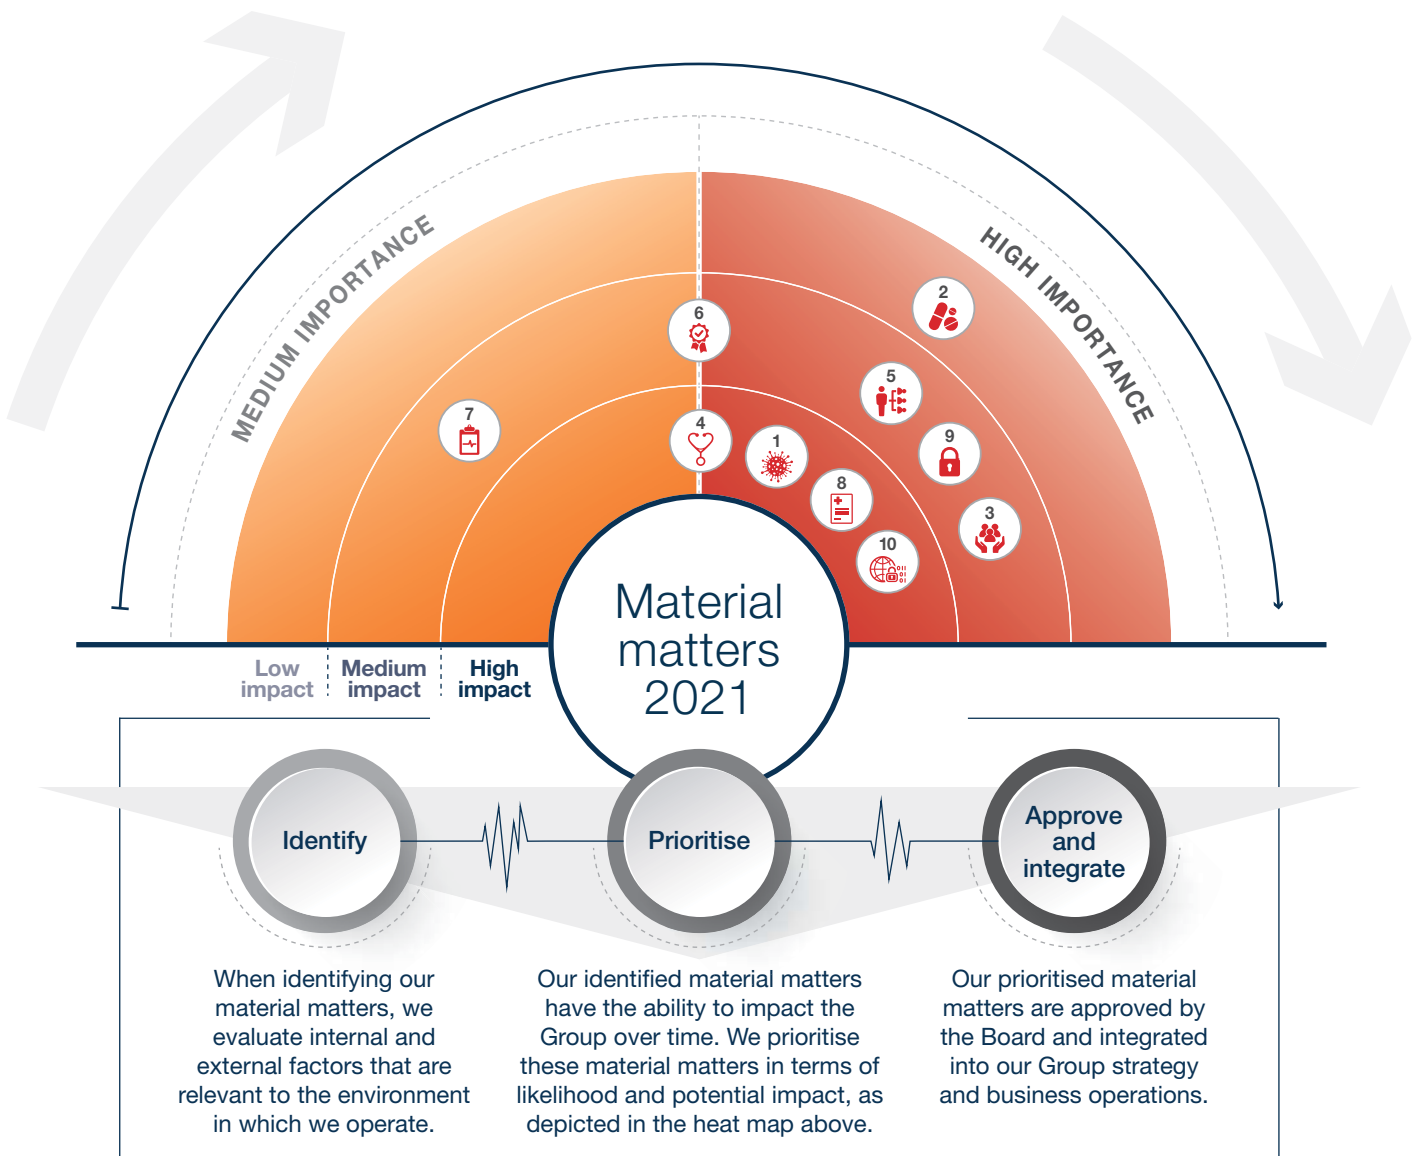 MEDIUM IMPORTANCE
HIGH IMPORTANCE
2
6
5
7
4
1
9
8
3
10
Material
matters
2021
Low
impact
Medium
impact
High
impact
Identify
Prioritise
Approve
and
integrate
When identifying our
material matters, we
evaluate internal and
external factors that are
relevant to the environment
in which we operate.
Our identified material matters
have the ability to impact the
Group over time. We prioritise
these material matters in terms of
likelihood and potential impact, as
depicted in the heat map above.
Our prioritised material
matters are approved by
the Board and integrated
into our Group strategy
and business operations.